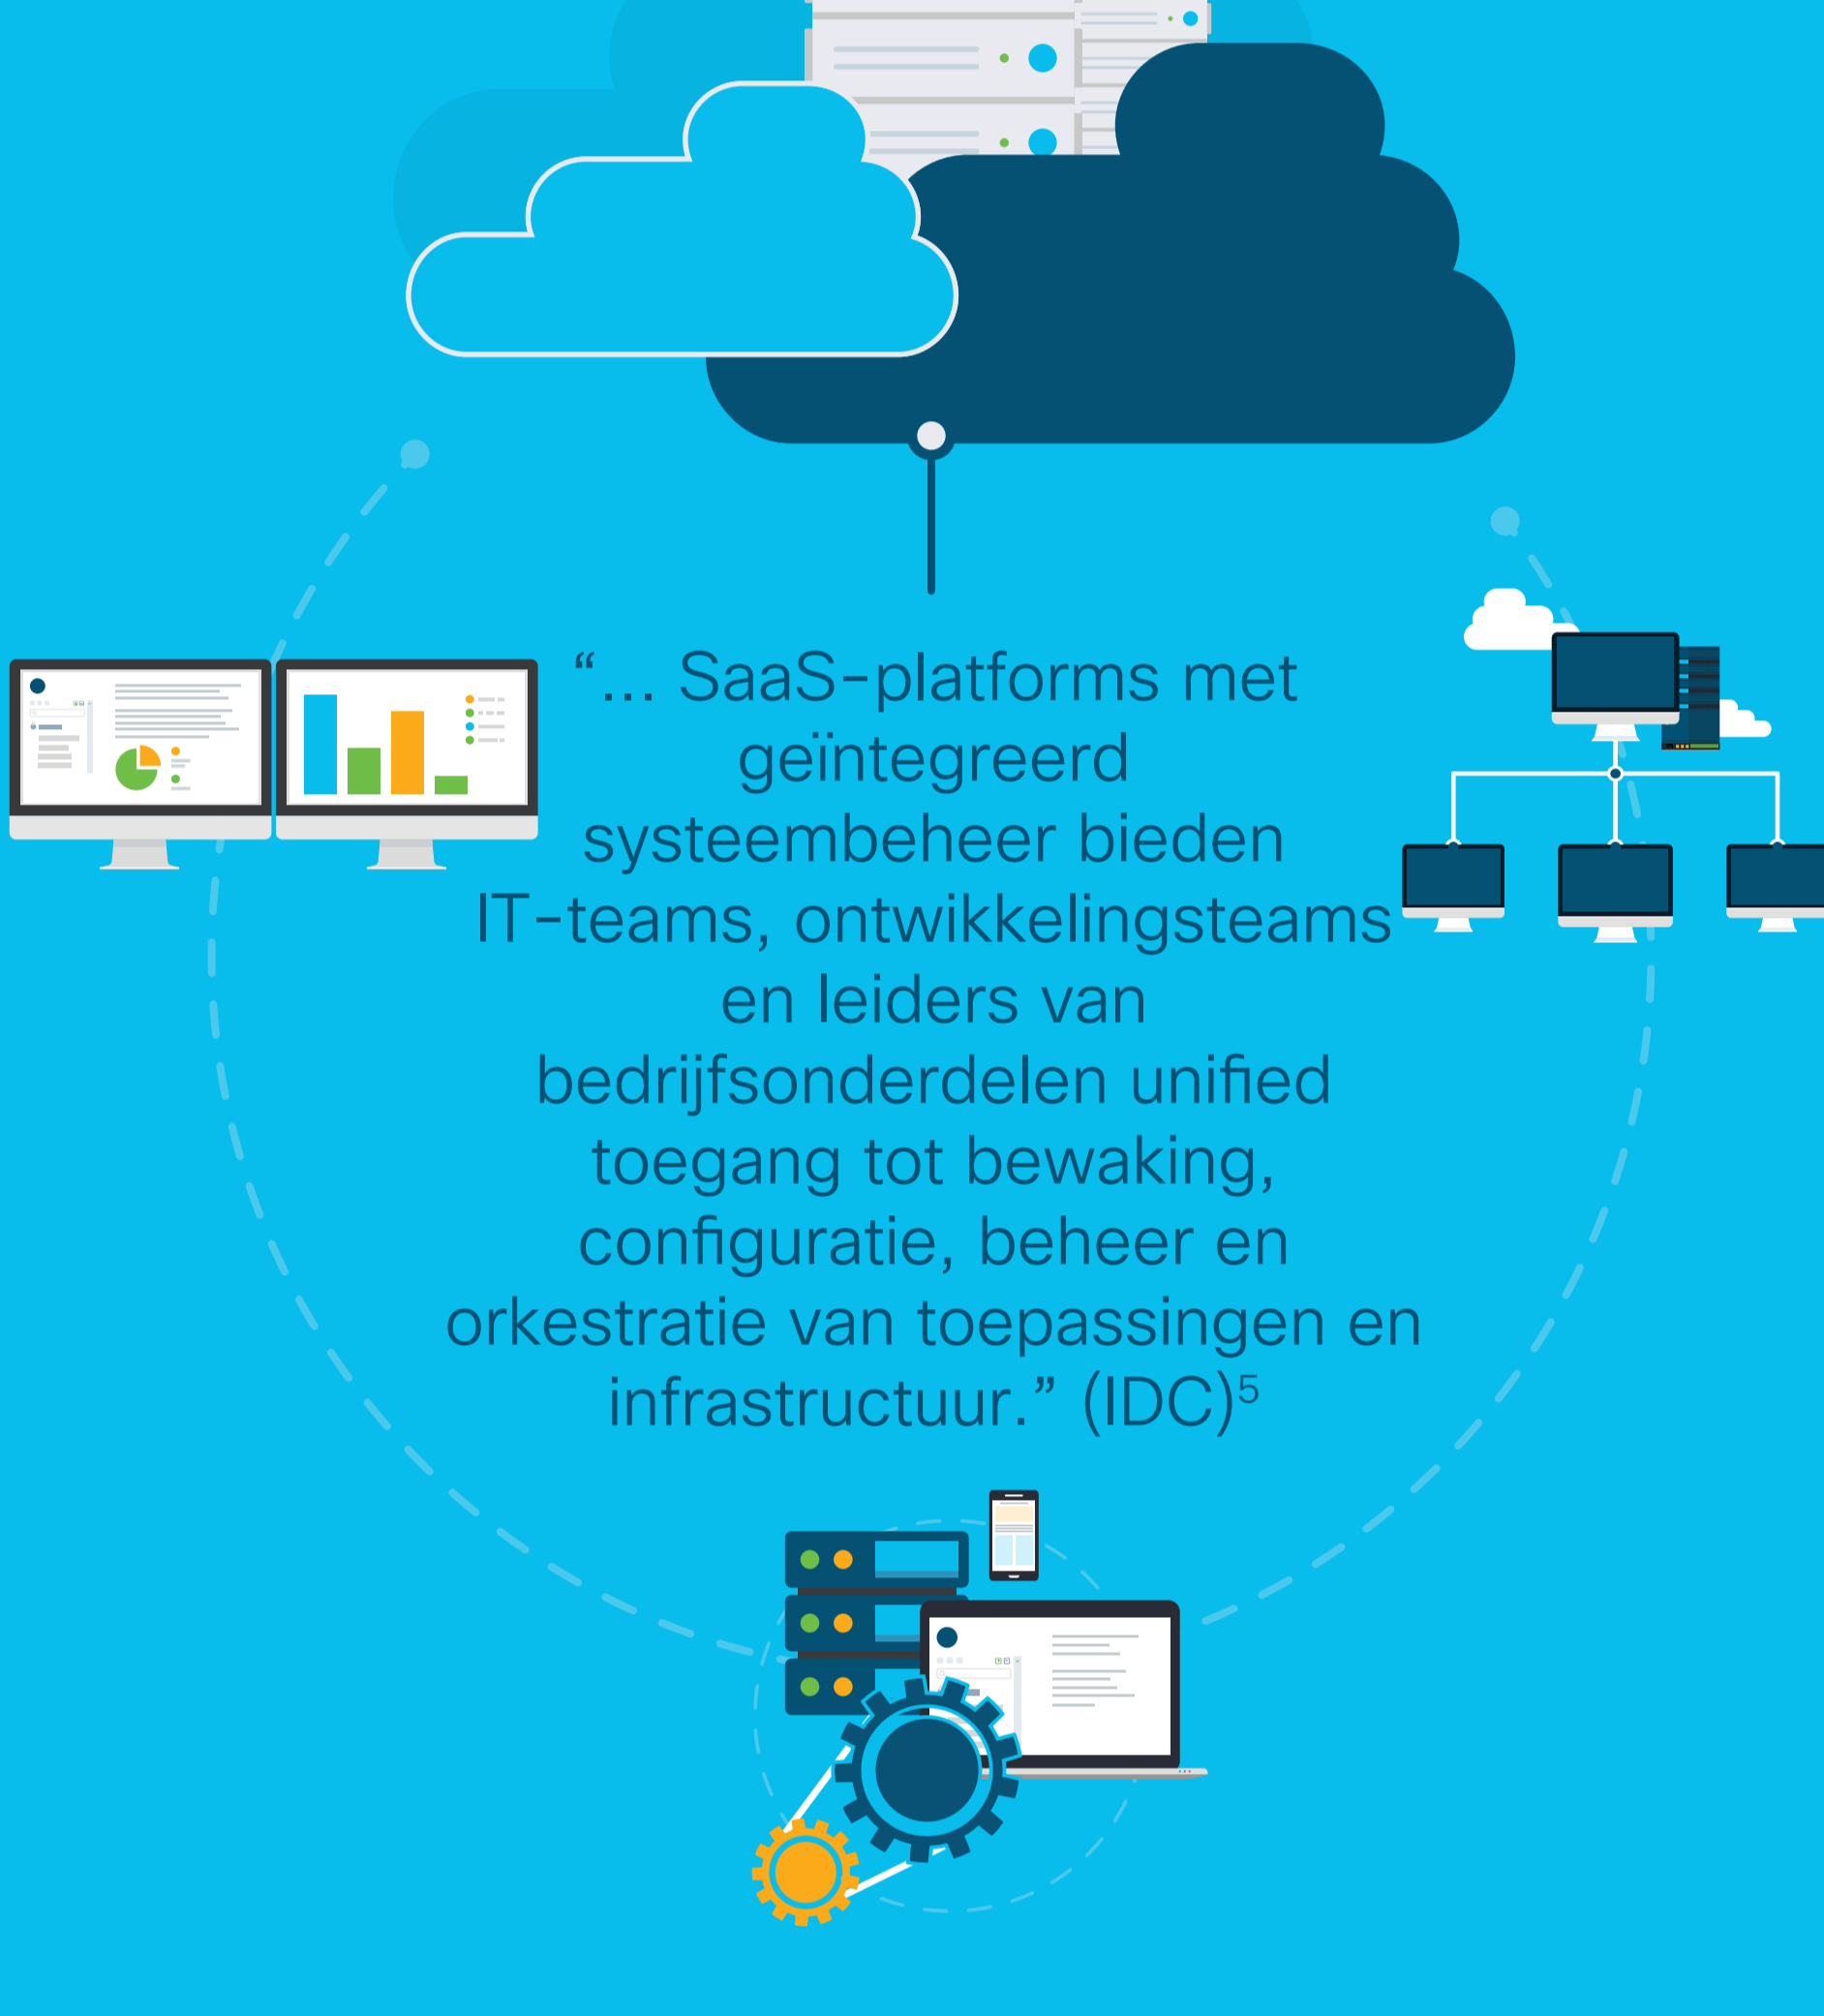 “... SaaS-platforms met
geïntegreerd
systeembeheer bieden
IT-teams, ontwikkelingsteams
en leiders van
bedrijfsonderdelen unified
toegang tot bewaking,
configuratie, beheer en
orkestratie van toepassingen en
infrastructuur.” (IDC)⁵